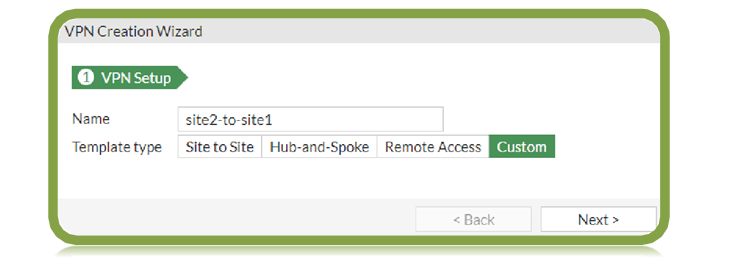 VPN Creation Wizard
1 VPN Setup
Name site2-to-site1
Template type Site to Site Hub-and-Spoke Remote Access Custom
< Back Next >